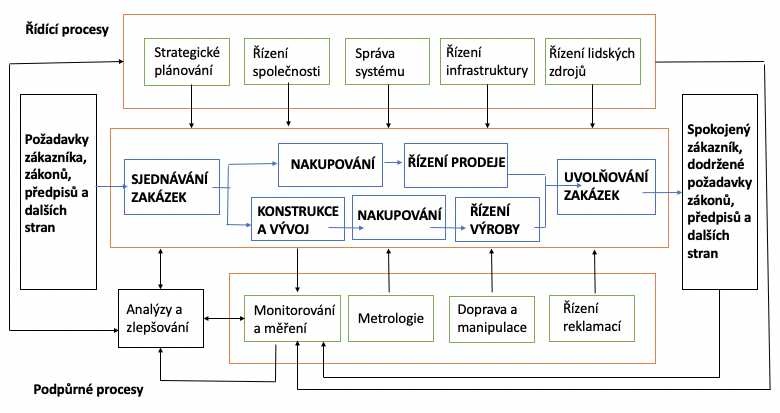 Řídící procesy
Strategické
plánování
Řízení
společnosti
Správa
systému
Řízení
infrastruktury
Řízení lidských
zdrojů
Požadavky
zákazníka,
zákonů,
předpisů a
dalších
stran
SJEDNÁVÁNÍ
ZAKÁZEK
NAKUPOVÁNÍ
ŘÍZENÍ PRODEJE
KONSTRUKCE
A VÝVOJ
NAKUPOVÁNÍ
ŘÍZENÍ
VÝROBY
UVOLŇOVÁNÍ
ZAKÁZEK
Spokojený
zákazník,
dodržené
požadavky
zákonů,
předpisů a
dalších
stran
Analýzy a
zlepšování
Monitorování
a měření
Metrologie
Doprava a
manipulace
Řízení
reklamací
Podpůrné procesy